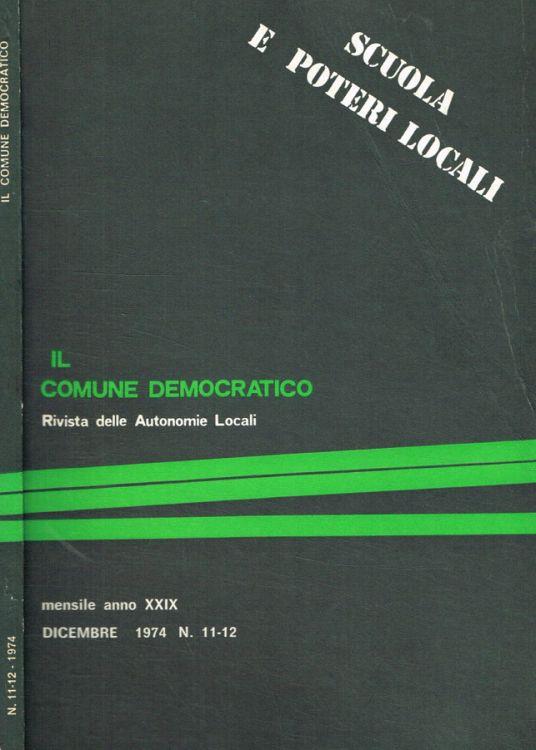 SCUOLA
E POTERI LOCALI
IL
COMUNE DEMOCRATICO
Rivista delle Autonomie Locali
mensile anno XXIX
DICEMBRE 1974 N. 11-12
IL COMUNE DEMOCRATICO
N. 11-12 - 1974